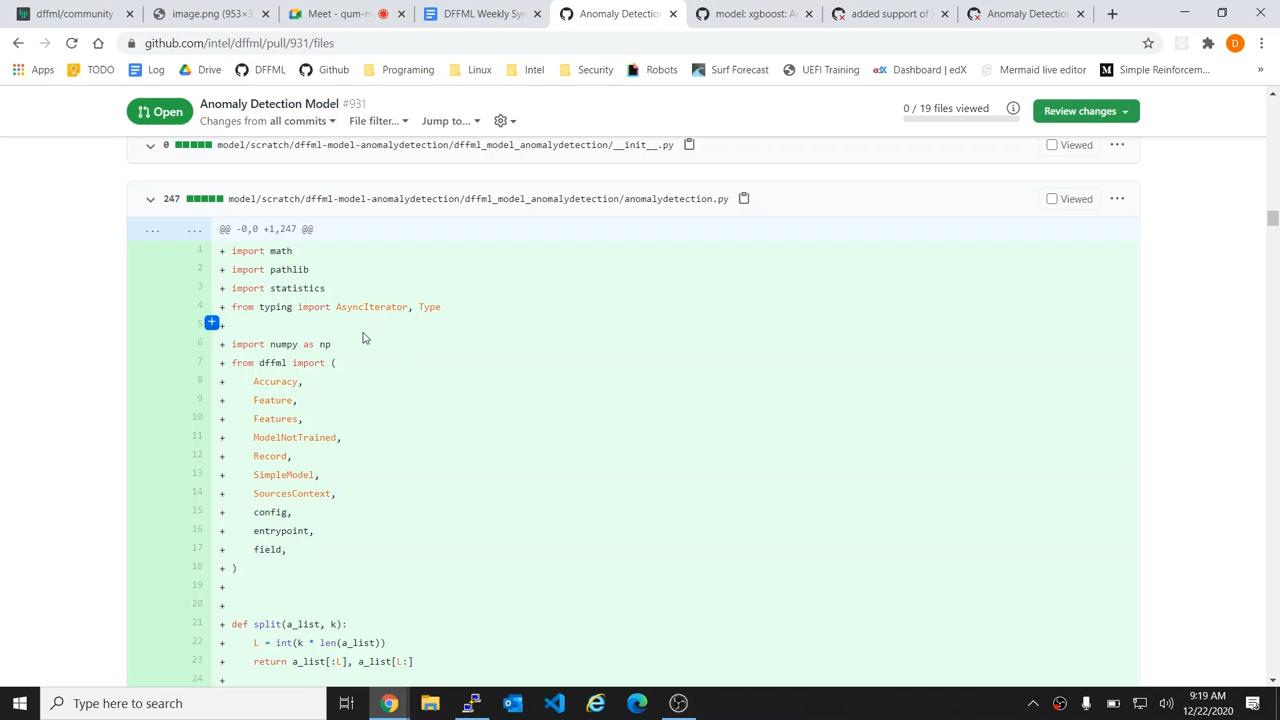 dffml/community
image.png (953×3
Meet - qum-n
DFFML Weekly Syn
Anomaly Detectio
model: xgboost: A
added support of
Anomaly Detectio
github.com/intel/dffml/pull/931/files
D
Apps
TODO
Log
Drive
DFFML
Github
Programing
Linux
Intel
Security
Robots
Surf Forecast
UEFI Training
Dashboard | edX
Mermaid live editor
Simple Reinforcem...
»
Open
Anomaly Detection Model #931
Changes from all commits
File filter...
Jump to...
0 / 19 files viewed
Review changes
0 model/scratch/dffml-model-anomalydetection/dffml_model_anomalydetection/__init__.py
Viewed
247 model/scratch/dffml-model-anomalydetection/dffml_model_anomalydetection/anomalydetection.py
Viewed
... ... @@ -0,0 +1,247 @@
1 + import math
2 + import pathlib
3 + import statistics
4 + from typing import AsyncIterator, Type
5 +
6 + import numpy as np
7 + from dffml import (
8 + Accuracy,
9 + Feature,
10 + Features,
11 + ModelNotTrained,
12 + Record,
13 + SimpleModel,
14 + SourcesContext,
15 + config,
16 + entrypoint,
17 + field,
18 + )
19 +
20 +
21 + def split(a_list, k):
22 + L = int(k * len(a_list))
23 + return a_list[:L], a_list[L:]
24 +
Type here to search
9:19 AM
12/22/2020